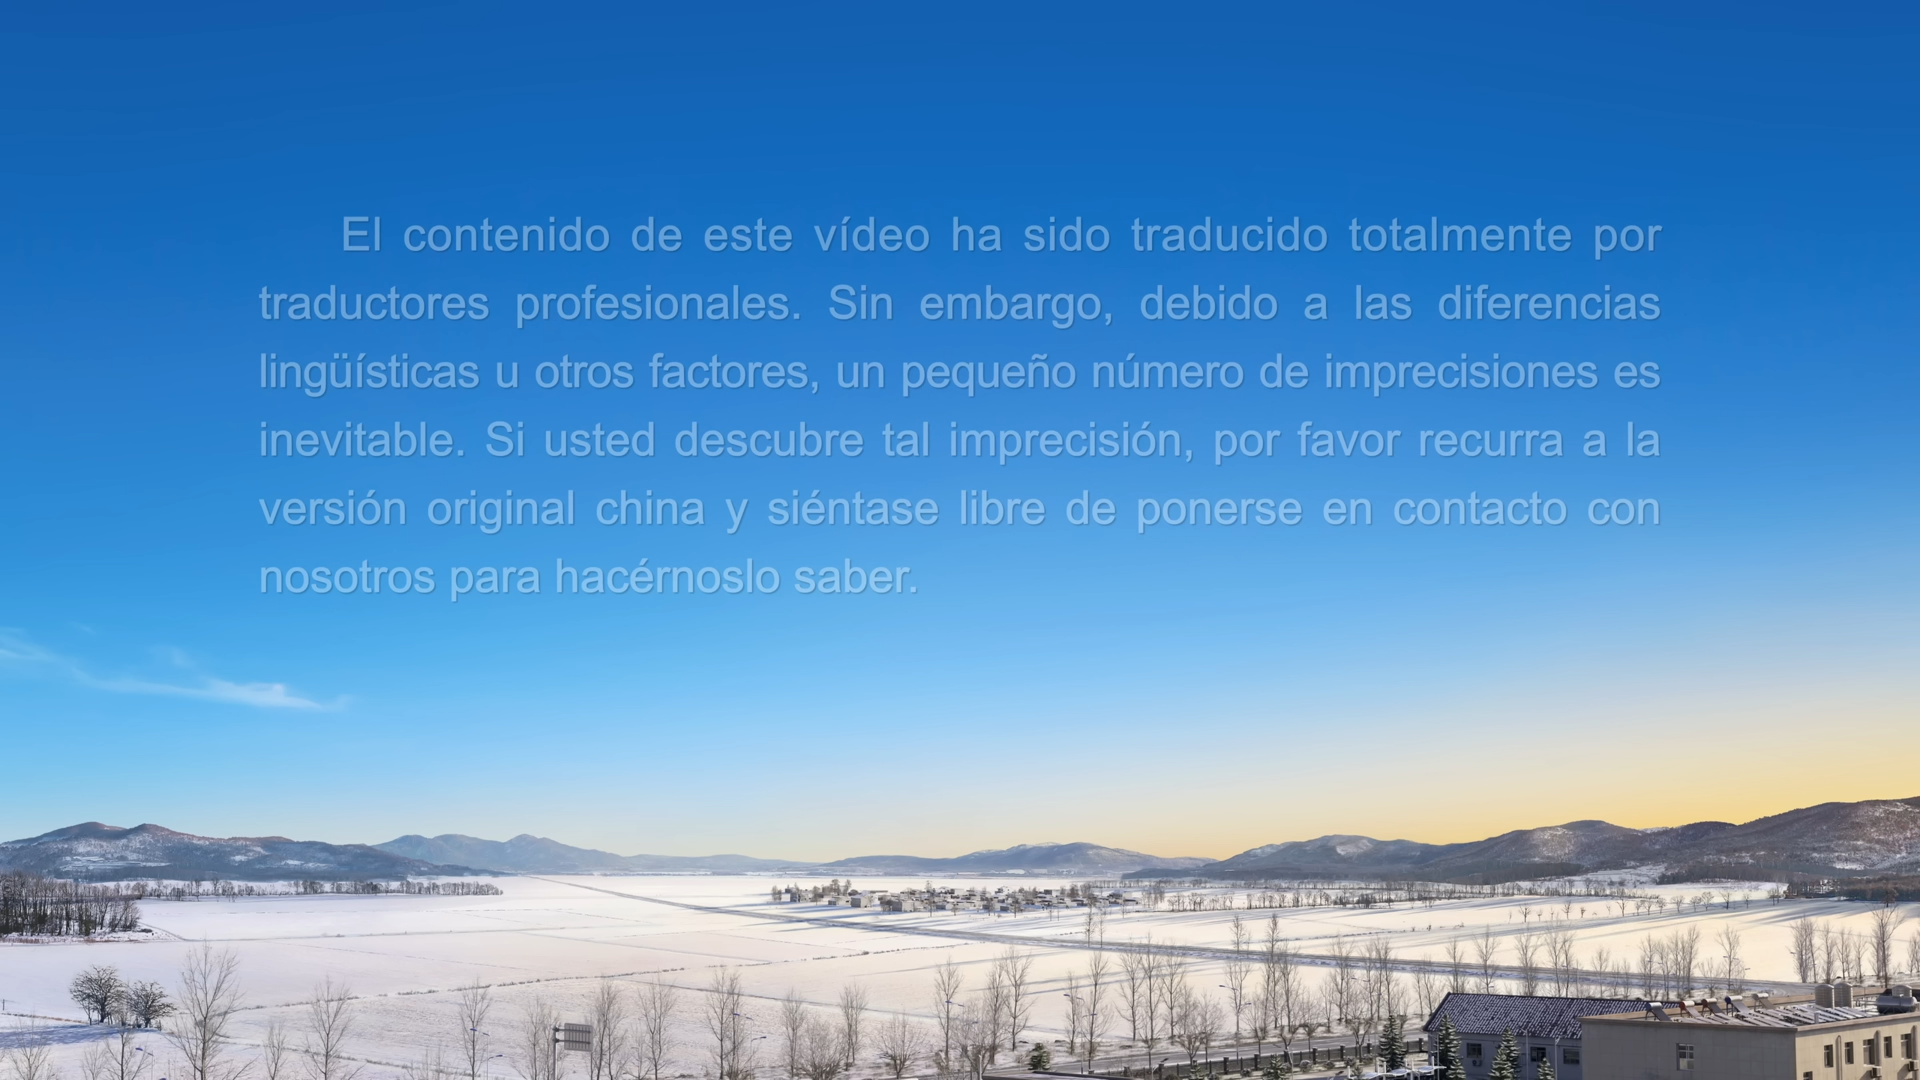 El contenido de este vídeo ha sido traducido totalmente por
traductores profesionales. Sin embargo, debido a las diferencias
lingüísticas u otros factores, un pequeño número de imprecisiones es
inevitable. Si usted descubre tal imprecisión, por favor recurra a la
versión original china y siéntase libre de ponerse en contacto con
nosotros para hacérnoslo saber.